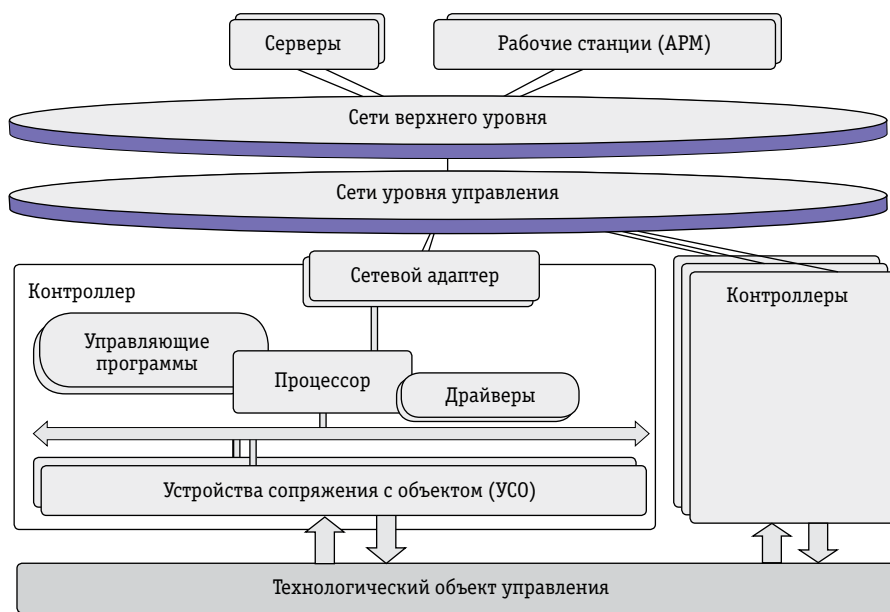 Серверы
Рабочие станции (АРМ)
Сети верхнего уровня
Сети уровня управления
Сетевой адаптер
Контроллер
Контроллеры
Управляющие
программы
Процессор
Драйверы
Устройства сопряжения с объектом (УСО)
Технологический объект управления